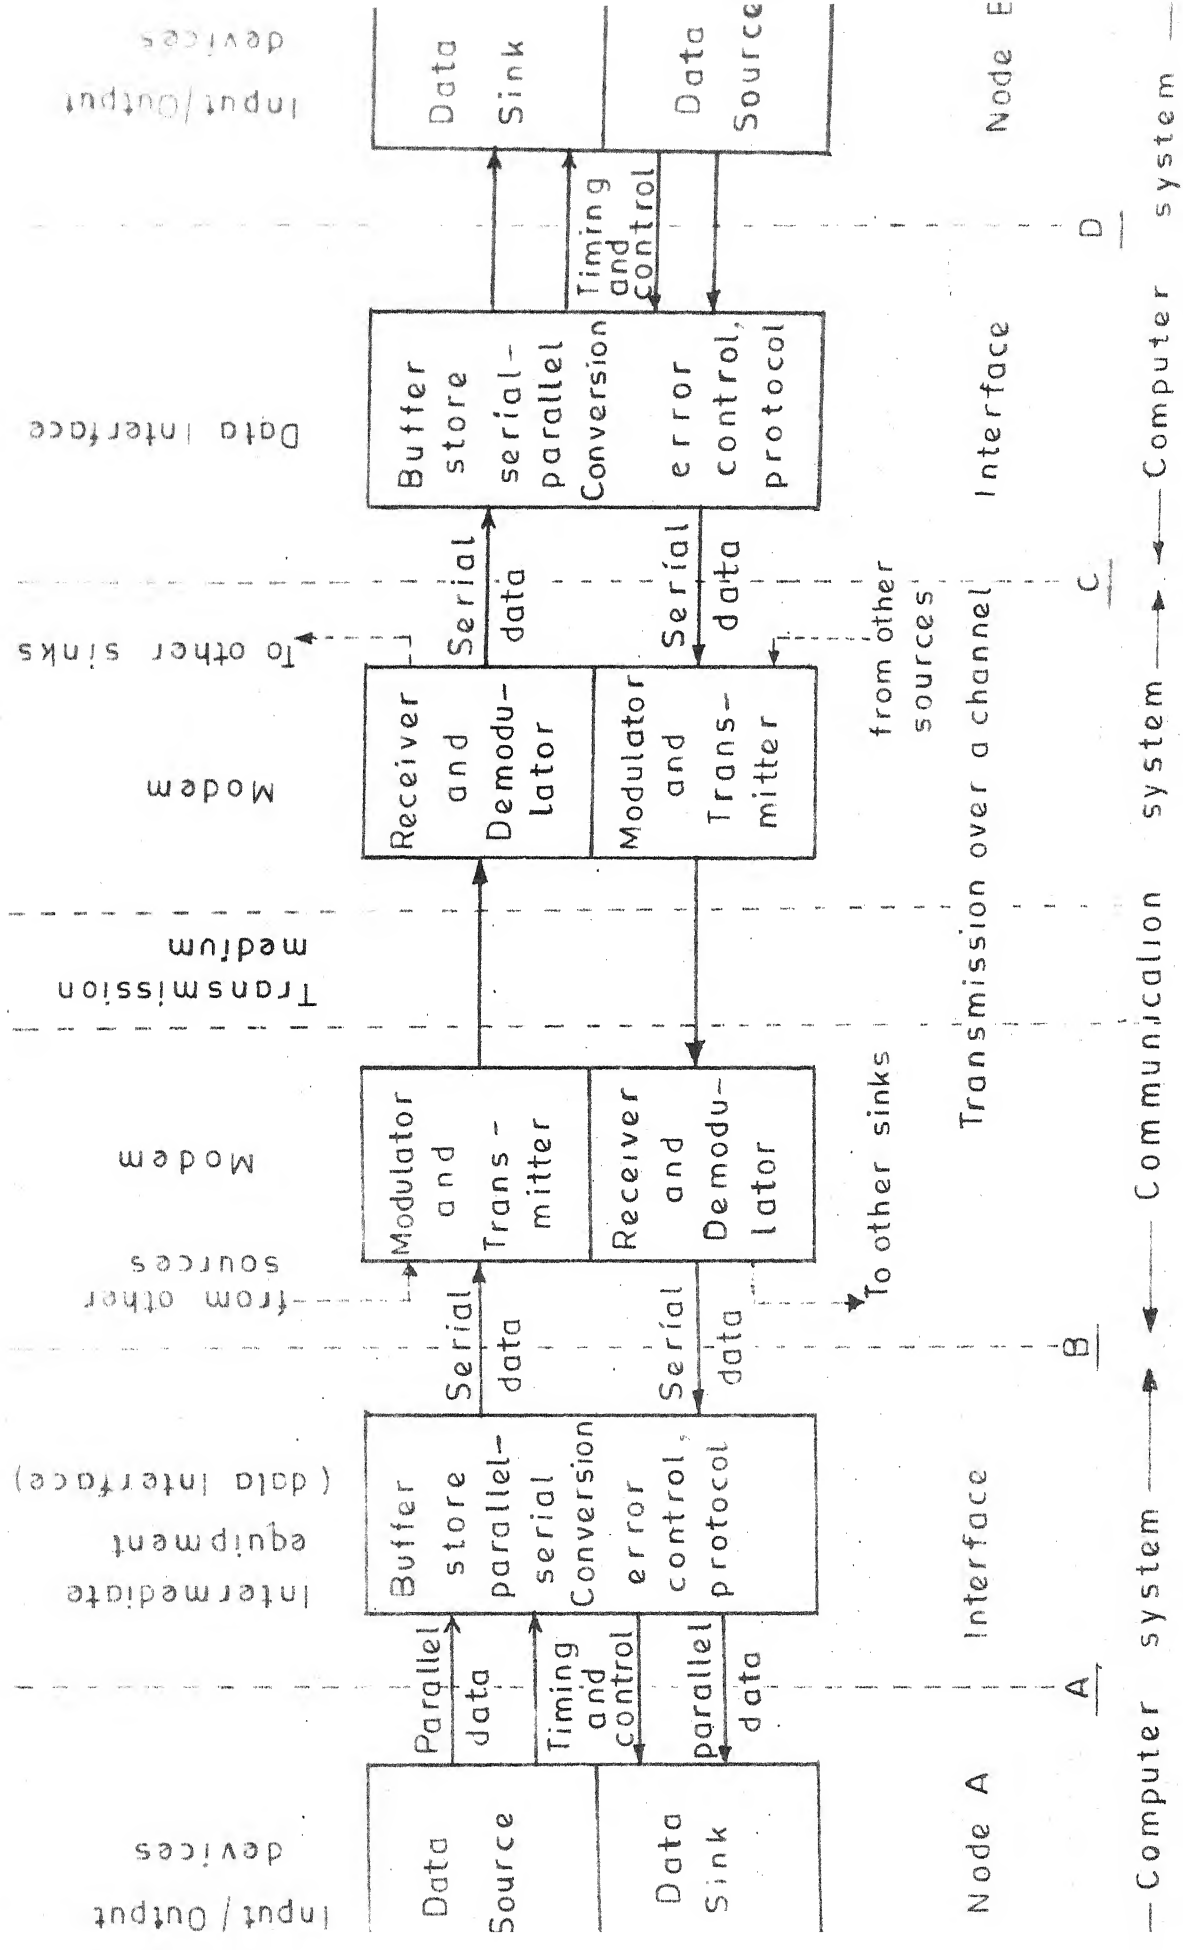 Input / Output
devices
Intermediate
equipment
( data Interface)
from other
sources
Modem
Transmission
medium
Modem
To other sinks
Data Interface
Input/Output
devices
Data
Source
Data
Sink
Parallel
data
Timing
and
control
parallel
data
Buffer
store
parallel-
serial
Conversion
error
control,
protocol
Serial
data
Serial
data
Modulator
and
Trans-
mitter
Receiver
and
Demodu-
lator
To other sinks
Receiver
and
Demodu-
lator
Modulator
and
Trans-
mitter
from other
sources
Serial
data
Serial
data
Buffer
store
serial-
parallel
Conversion
error
control,
protocol
Timing
and
control
Data
Sink
Data
Source
Node A
Interface
Transmission over a channel
Interface
Node
A
B
C
D
Computer system
Communication system
Computer system